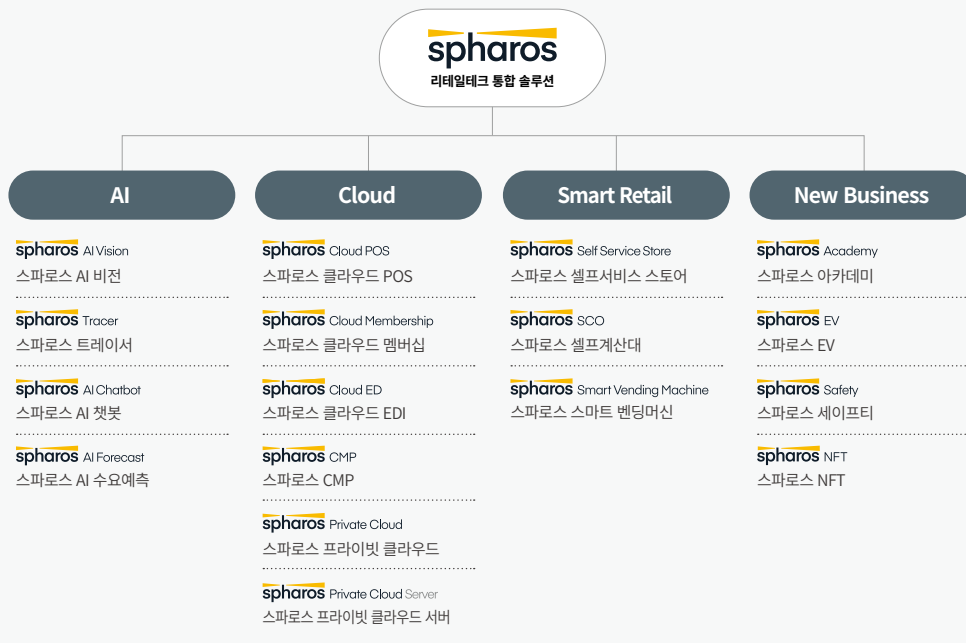 spharos
리테일테크 통합 솔루션
AI
spharos AI Vision
스파로스 AI 비전
spharos Tracer
스파로스 트레이서
spharos AI Chatbot
스파로스 AI 챗봇
spharos AI Forecast
스파로스 AI 수요예측
Cloud
spharos Cloud POS
스파로스 클라우드 POS
spharos Cloud Membership
스파로스 클라우드 멤버십
spharos Cloud ED
스파로스 클라우드 EDI
spharos CMP
스파로스 CMP
spharos Private Cloud
스파로스 프라이빗 클라우드
spharos Private Cloud Server
스파로스 프라이빗 클라우드 서버
Smart Retail
spharos Self Service Store
스파로스 셀프서비스 스토어
spharos SCO
스파로스 셀프계산대
spharos Smart Vending Machine
스파로스 스마트 벤딩머신
New Business
spharos Academy
스파로스 아카데미
spharos EV
스파로스 EV
spharos Safety
스파로스 세이프티
spharos NFT
스파로스 NFT